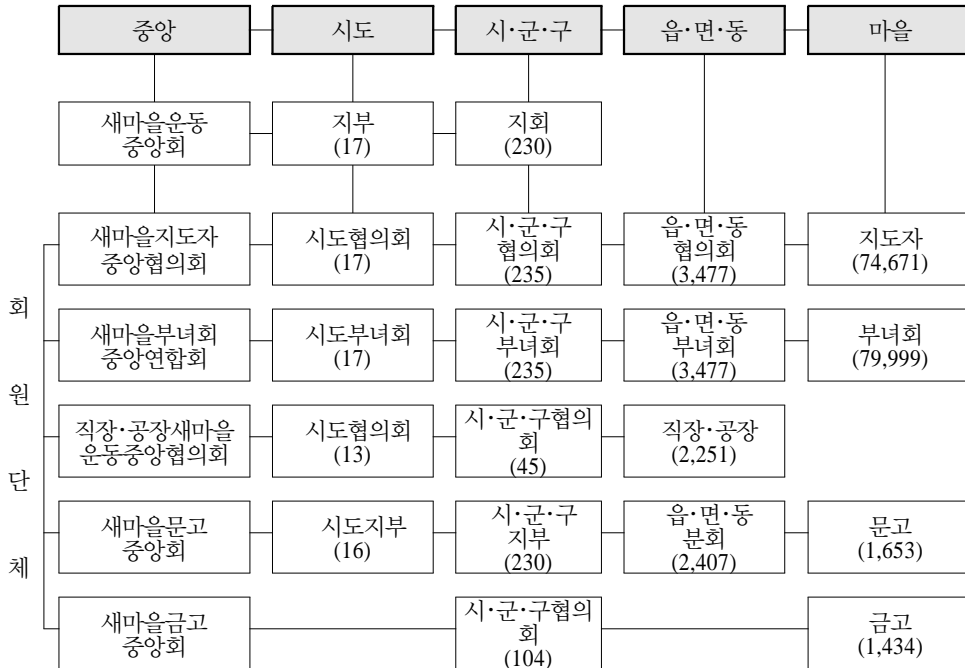 중앙
시도
시·군·구
읍·면·동
마을
새마을운동
중앙회
지부
(17)
지회
(230)
회원단체
새마을지도자
중앙협의회
시도협의회
(17)
시·군·구
협의회
(235)
읍·면·동
협의회
(3,477)
지도자
(74,671)
새마을부녀회
중앙연합회
시도부녀회
(17)
시·군·구
부녀회
(235)
읍·면·동
부녀회
(3,477)
부녀회
(79,999)
직장·공장새마을
운동중앙협의회
시도협의회
(13)
시·군·구협의
회
(45)
직장·공장
(2,251)
새마을문고
중앙회
시도지부
(16)
시·군·구
지부
(230)
읍·면·동
분회
(2,407)
문고
(1,653)
새마을금고
중앙회
시·군·구협의
회
(104)
금고
(1,434)